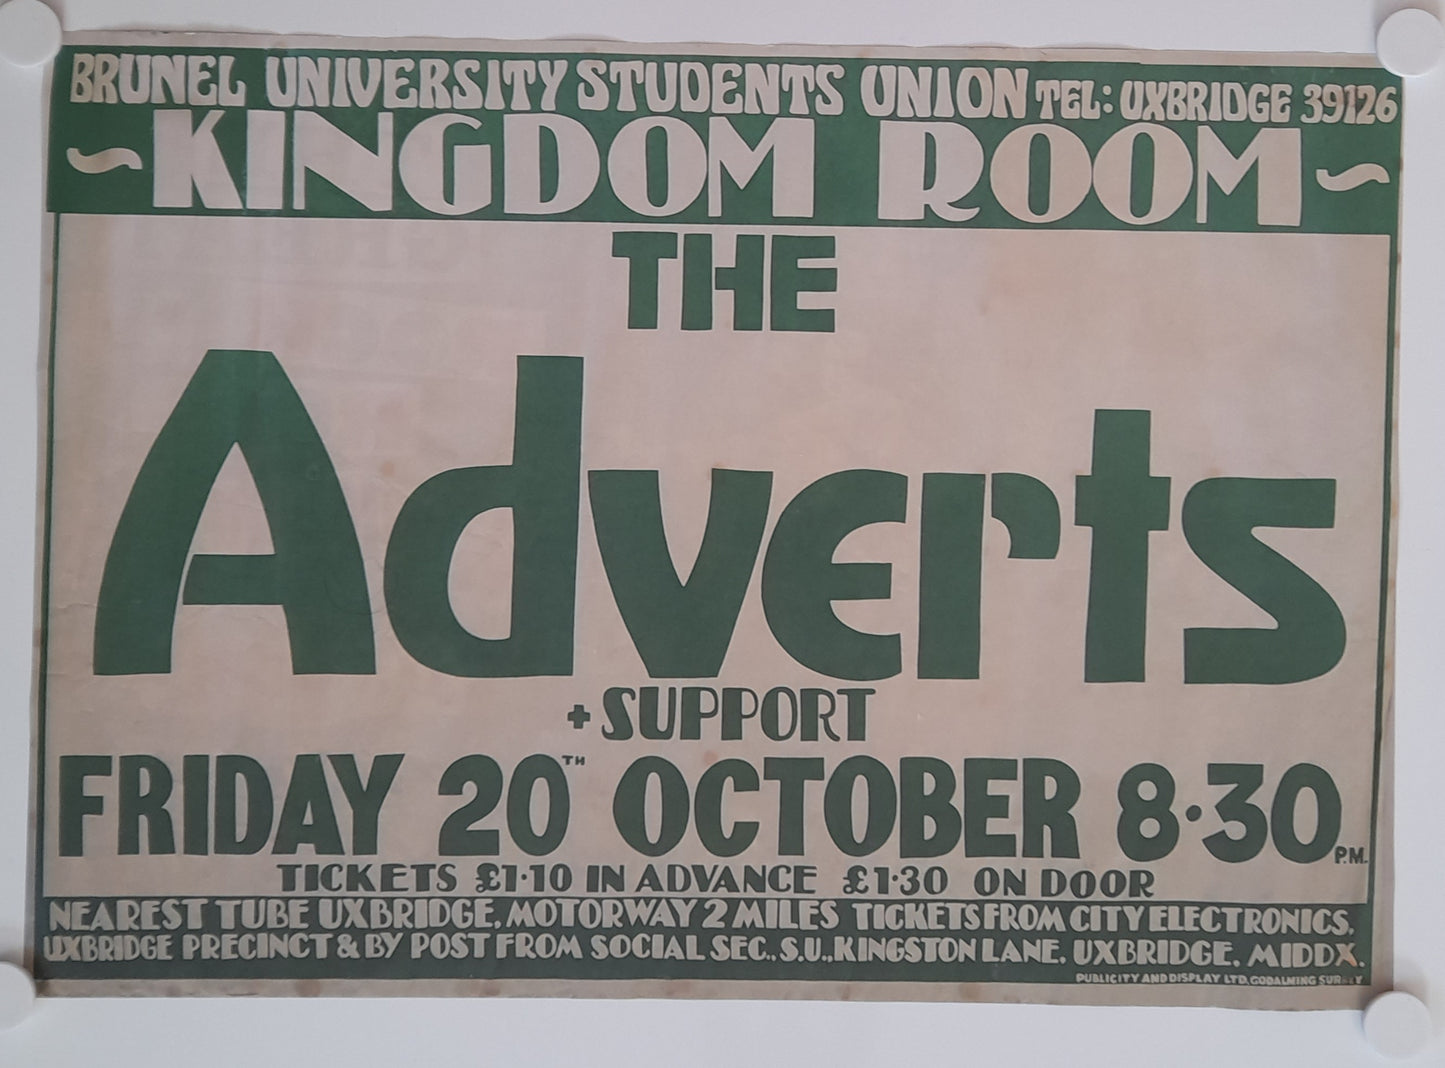 BRUNEL UNIVERSITY STUDENTS UNION TEL: UXBRIDGE 39126
~KINGDOM ROOM~
THE
Adverts
+ SUPPORT
FRIDAY 20TH OCTOBER 8·30 P.M.
TICKETS £1·10 IN ADVANCE £1·30 ON DOOR
NEAREST TUBE UXBRIDGE, MOTORWAY 2 MILES TICKETS FROM CITY ELECTRONICS,
UXBRIDGE PRECINCT & BY POST FROM SOCIAL SEC., S.U., KINGSTON LANE. UXBRIDGE. MIDDX.
PUBLICITY AND DISPLAY LTD, GODALMING SURREY